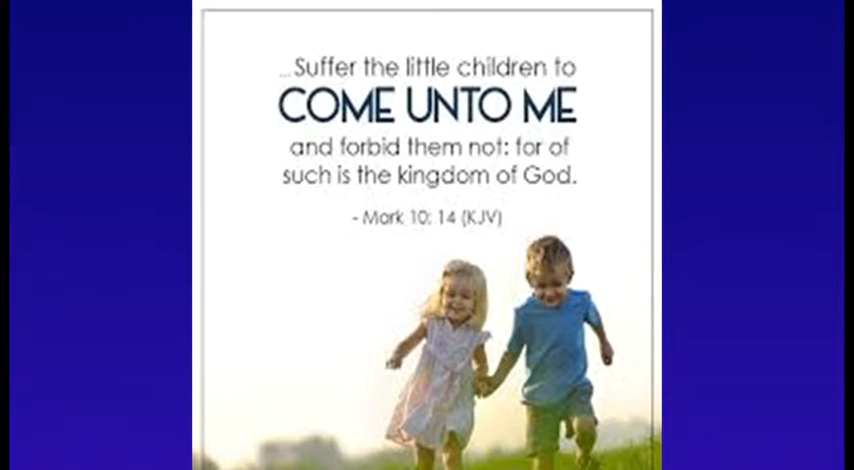 ... Suffer the little children to
COME UNTO ME
and forbid them not: for of
such is the kingdom of God.
- Mark 10: 14 (KJV)